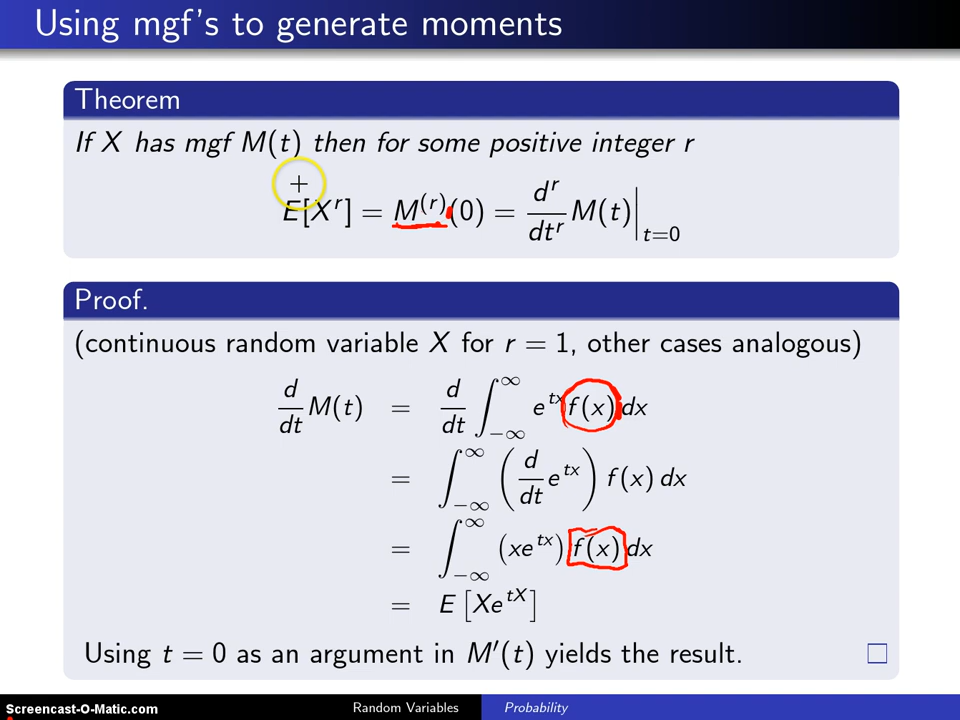 Using mgf's to generate moments
Theorem
If X has mgf M(t) then for some positive integer r
E[X^r] = M^(r)(0) = d^r/dt^r M(t)|_{t=0}
Proof.
(continuous random variable X for r = 1, other cases analogous)
d/dt M(t) = d/dt ∫_{−∞}^{∞} e^{tx} f(x) dx
= ∫_{−∞}^{∞} (d/dt e^{tx}) f(x) dx
= ∫_{−∞}^{∞} (xe^{tx}) f(x) dx
= E[Xe^{tX}]
Using t = 0 as an argument in M′(t) yields the result.
Screencast-O-Matic.com Random Variables Probability